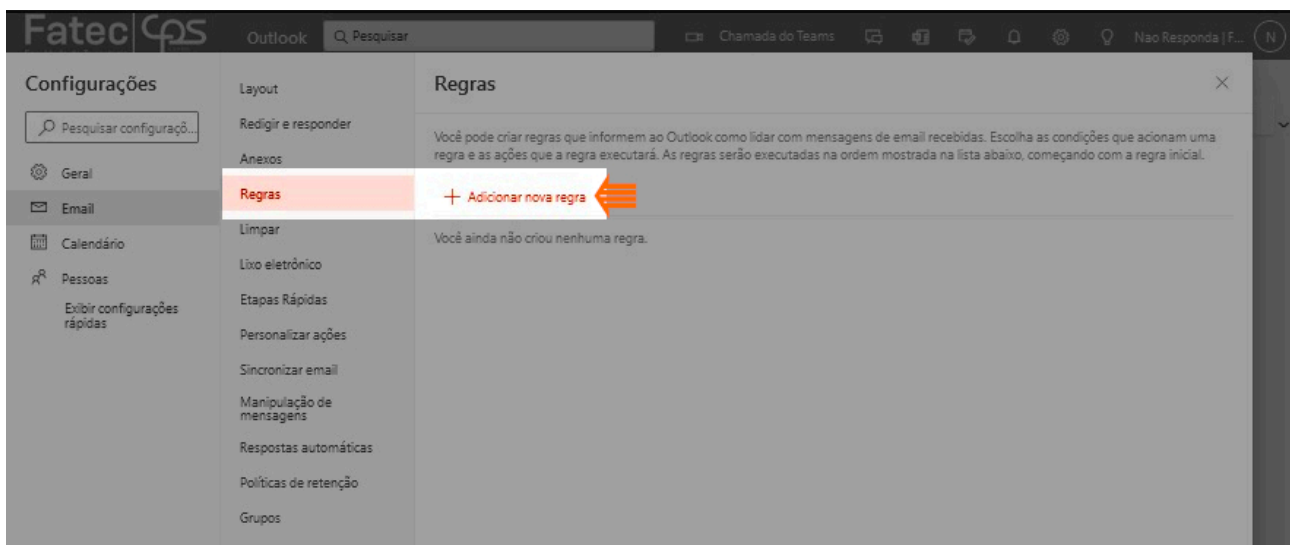 Fatec Cps
Outlook
Pesquisar
Chamada do Teams
Nao Responda | F...
N
Configurações
Pesquisar configuraçõ...
Geral
Email
Calendário
Pessoas
Exibir configurações
rápidas
Layout
Redigir e responder
Anexos
Regras
Limpar
Lixo eletrônico
Etapas Rápidas
Personalizar ações
Sincronizar email
Manipulação de
mensagens
Respostas automáticas
Políticas de retenção
Grupos
Regras
Você pode criar regras que informem ao Outlook como lidar com mensagens de email recebidas. Escolha as condições que acionam uma
regra e as ações que a regra executará. As regras serão executadas na ordem mostrada na lista abaixo, começando com a regra inicial.
+ Adicionar nova regra
Você ainda não criou nenhuma regra.